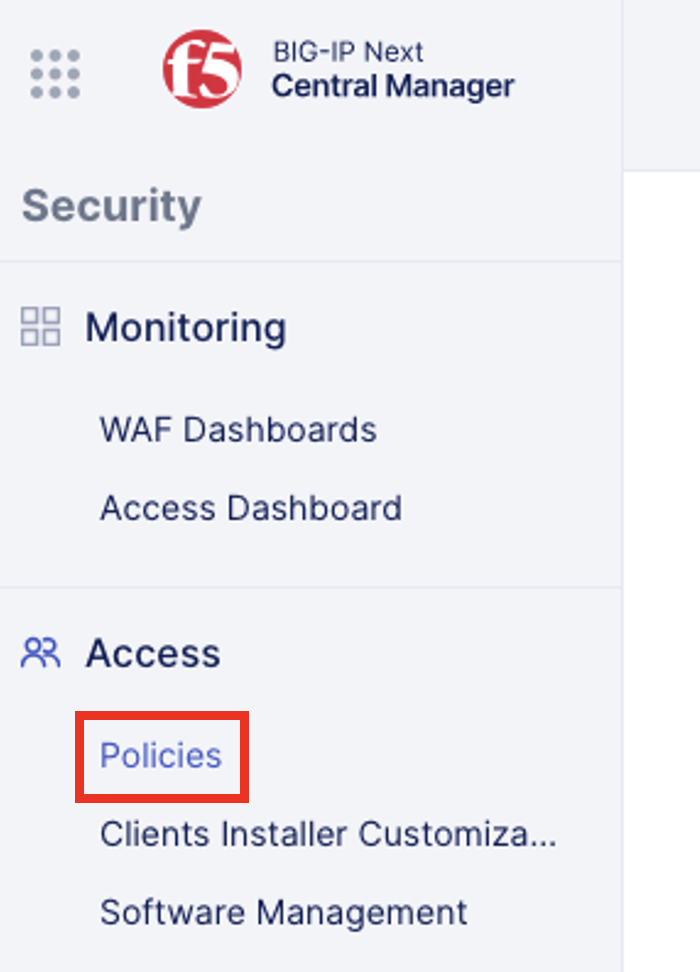 f5
BIG-IP Next
Central Manager
Security
Monitoring
WAF Dashboards
Access Dashboard
Access
Policies
Clients Installer Customiza...
Software Management